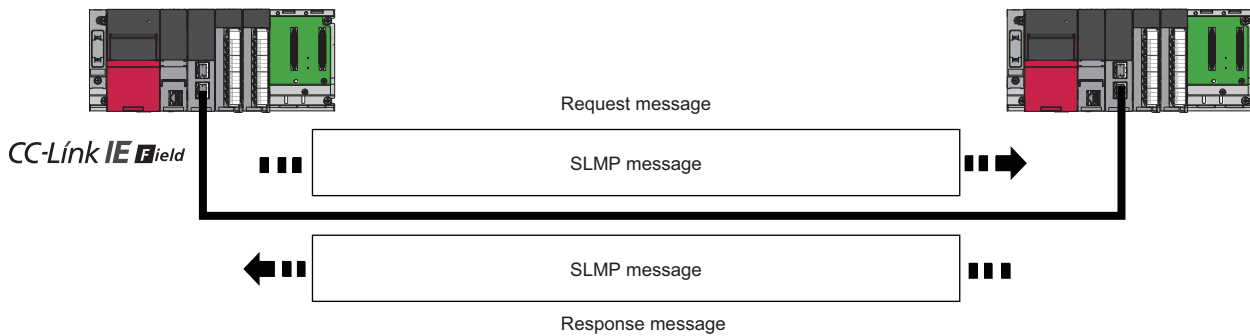 Request message
CC-Link IE Field
SLMP message
SLMP message
Response message